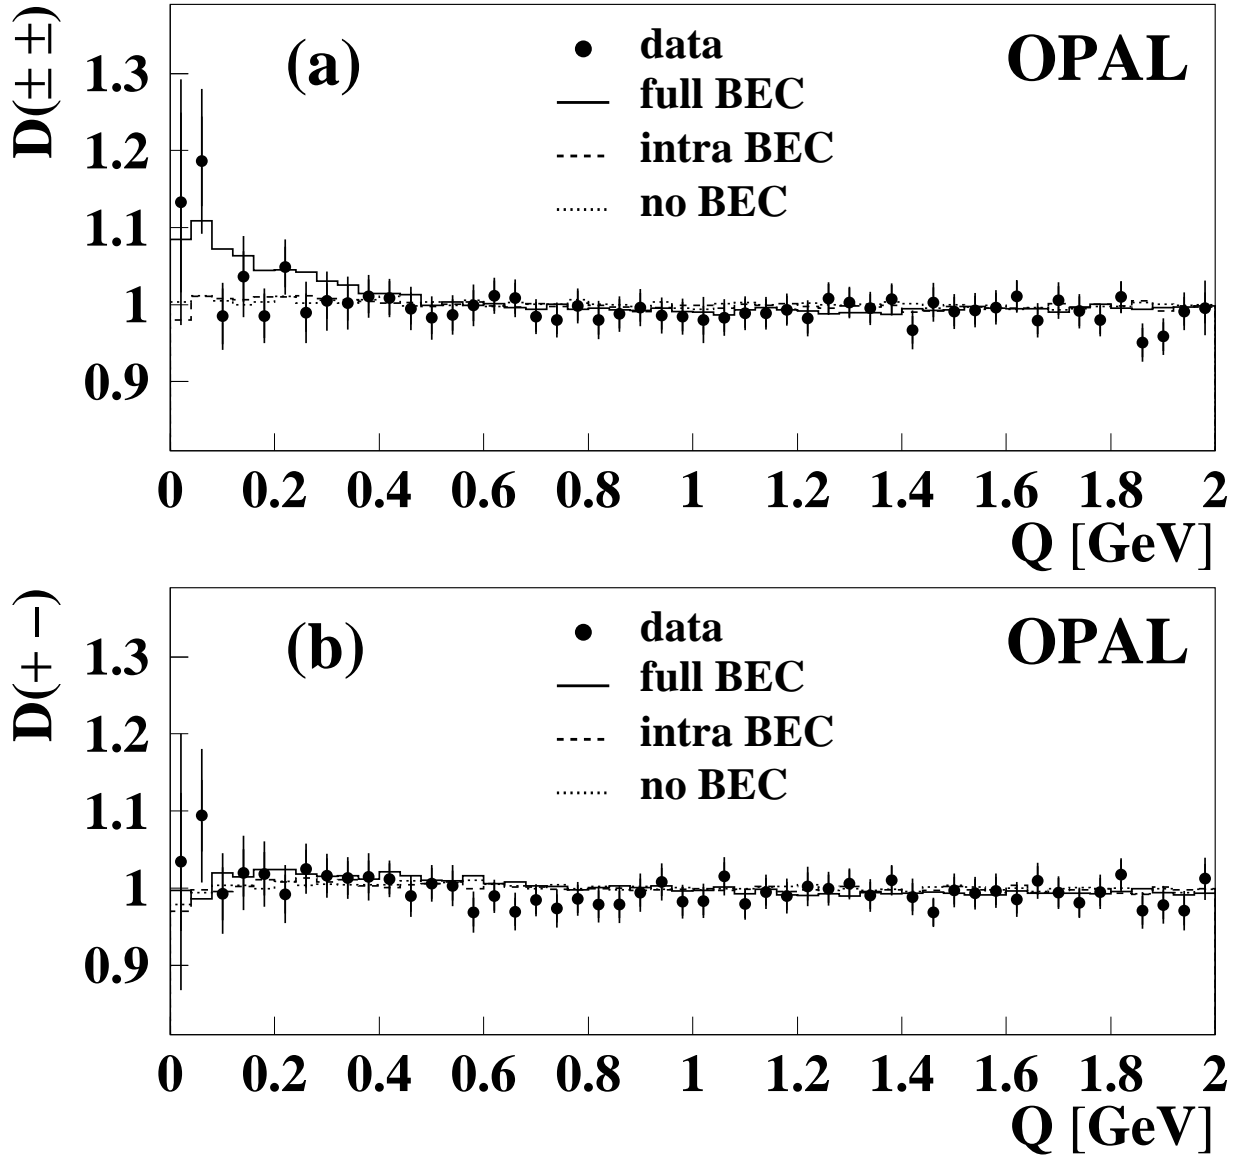 D(± ±)
(a)
OPAL
data
full BEC
intra BEC
no BEC
1.3
1.2
1.1
1
0.9
0 0.2 0.4 0.6 0.8 1 1.2 1.4 1.6 1.8 2
Q [GeV]
D(+ −)
(b)
OPAL
data
full BEC
intra BEC
no BEC
1.3
1.2
1.1
1
0.9
0 0.2 0.4 0.6 0.8 1 1.2 1.4 1.6 1.8 2
Q [GeV]